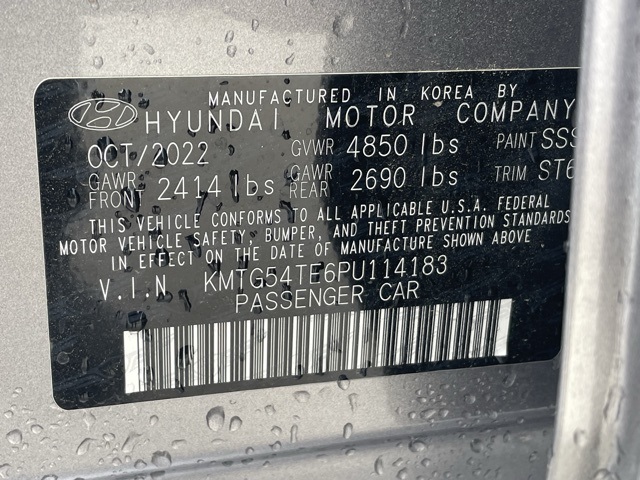 MANUFACTURED IN KOREA BY
HYUNDAI MOTOR COMPANY
OCT/2022 GVWR 4850 lbs PAINT SSS
GAWR FRONT 2414 lbs GAWR REAR 2690 lbs TRIM ST6
THIS VEHICLE CONFORMS TO ALL APPLICABLE U.S.A. FEDERAL
MOTOR VEHICLE SAFETY, BUMPER, AND THEFT PREVENTION STANDARDS
IN EFFECT ON THE DATE OF MANUFACTURE SHOWN ABOVE
V.I.N KMTG54TE6PU114183
PASSENGER CAR